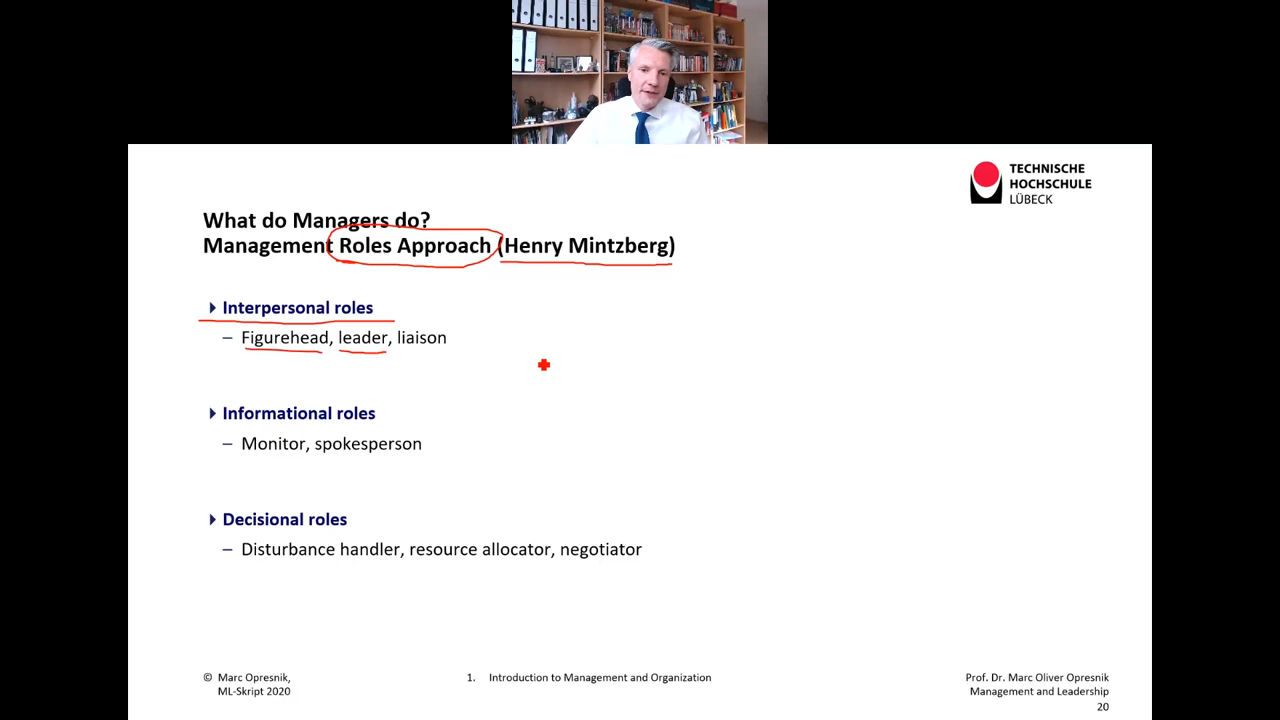 TECHNISCHE
HOCHSCHULE
LÜBECK
What do Managers do?
Management Roles Approach (Henry Mintzberg)
Interpersonal roles
– Figurehead, leader, liaison
Informational roles
– Monitor, spokesperson
Decisional roles
– Disturbance handler, resource allocator, negotiator
© Marc Opresnik,
ML-Skript 2020
1. Introduction to Management and Organization
Prof. Dr. Marc Oliver Opresnik
Management and Leadership
20